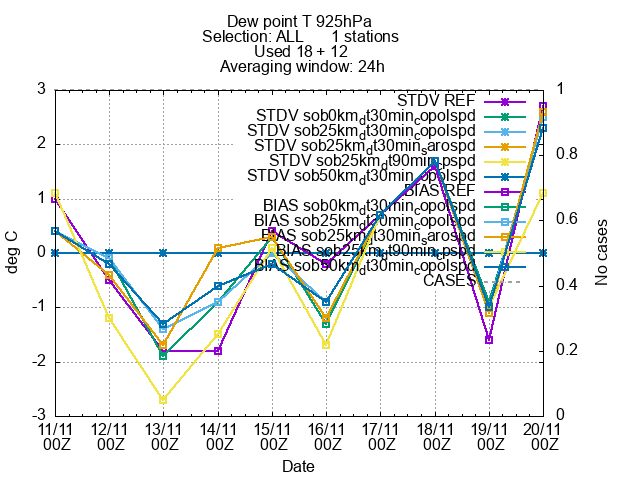 Dew point T 925hPa
Selection: ALL 1 stations
Used 18 + 12
Averaging window: 24h
3
2
1
0
-1
-2
-3
deg C
1
0.8
0.6
0.4
0.2
0
No cases
STDV REF
STDV sob0km_dt30min_copolspd
STDV sob25km_dt30min_copolspd
STDV sob25km_dt30min_sarospd
STDV sob25km_dt90min_cpspd
STDV sob50km_dt30min_copolspd
BIAS REF
BIAS sob0km_dt30min_copolspd
BIAS sob25km_dt30min_copolspd
BIAS sob25km_dt30min_sarospd
BIAS sob25km_dt90min_cpspd
BIAS sob50km_dt30min_copolspd
CASES
11/11 12/11 13/11 14/11 15/11 16/11 17/11 18/11 19/11 20/11
00Z 00Z 00Z 00Z 00Z 00Z 00Z 00Z 00Z 00Z
Date